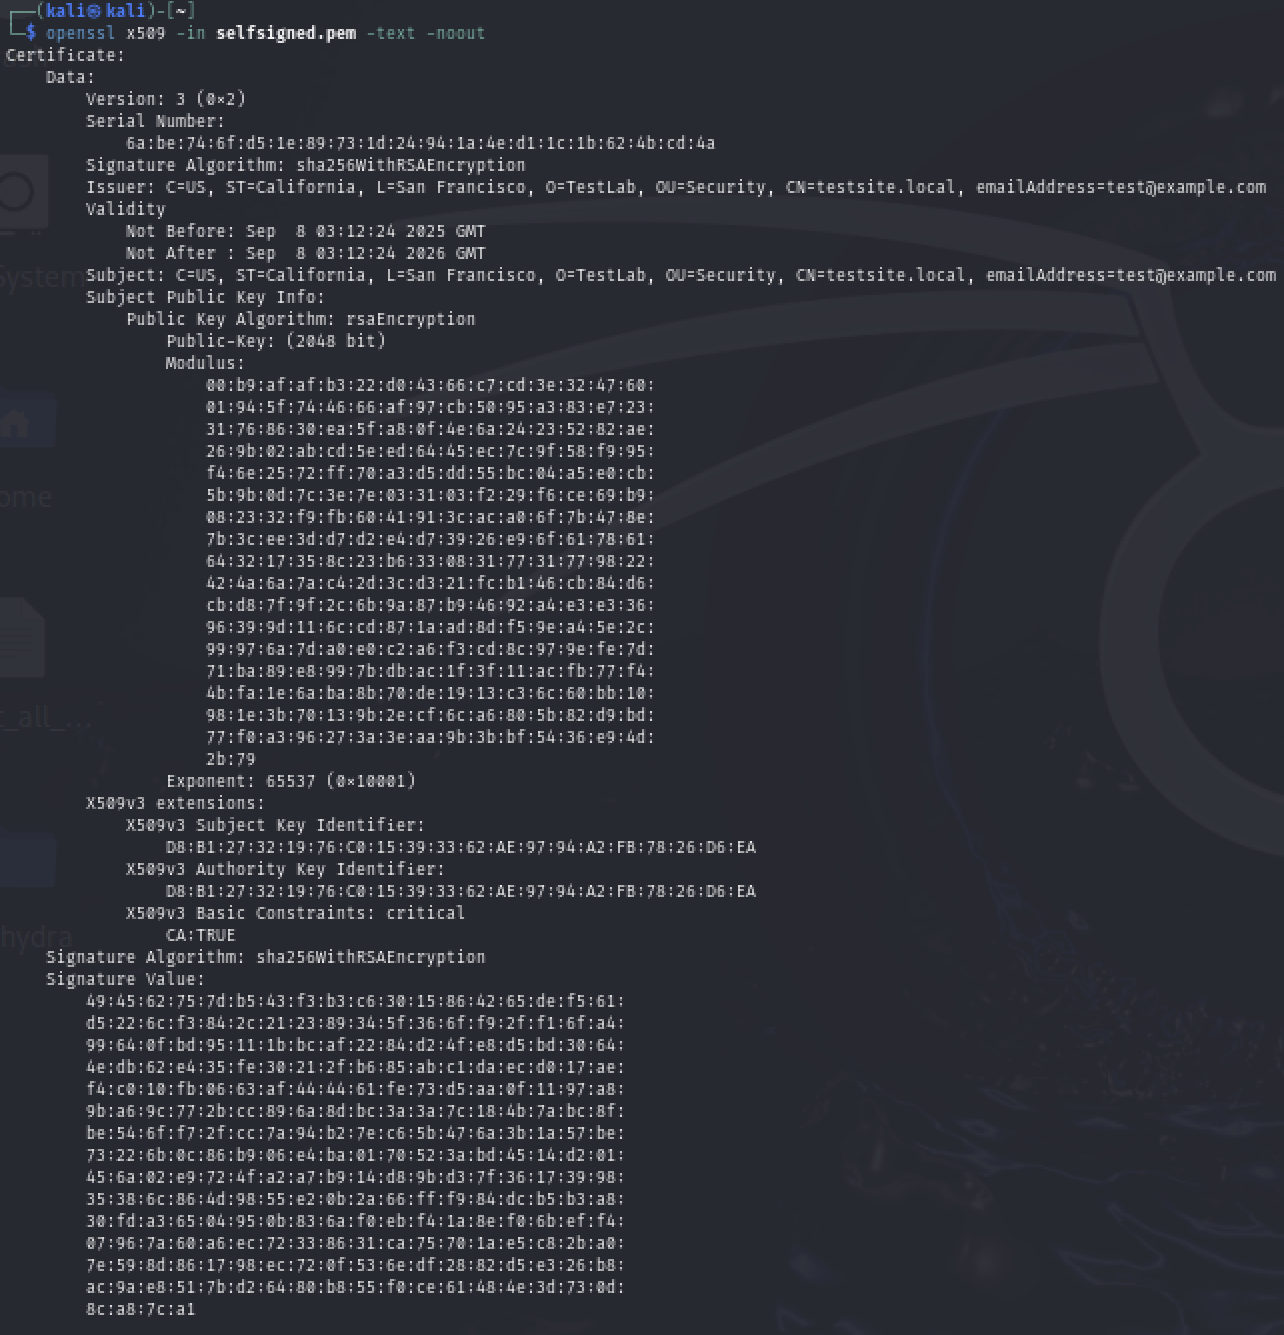 ┌──(kali㉿kali)-[~]
└─$ openssl x509 -in selfsigned.pem -text -noout
Certificate:
    Data:
        Version: 3 (0×2)
        Serial Number:
            6a:be:74:6f:d5:1e:89:73:1d:24:94:1a:4e:d1:1c:1b:62:4b:cd:4a
        Signature Algorithm: sha256WithRSAEncryption
        Issuer: C=US, ST=California, L=San Francisco, O=TestLab, OU=Security, CN=testsite.local, emailAddress=test@example.com
        Validity
            Not Before: Sep  8 03:12:24 2025 GMT
            Not After : Sep  8 03:12:24 2026 GMT
        Subject: C=US, ST=California, L=San Francisco, O=TestLab, OU=Security, CN=testsite.local, emailAddress=test@example.com
        Subject Public Key Info:
            Public Key Algorithm: rsaEncryption
                Public-Key: (2048 bit)
                Modulus:
                    00:b9:af:af:b3:22:d0:43:66:c7:cd:3e:32:47:60:
                    01:94:5f:74:46:66:af:97:cb:50:95:a3:83:e7:23:
                    31:76:86:30:ea:5f:a8:0f:4e:6a:24:23:52:82:ae:
                    26:9b:02:ab:cd:5e:ed:64:45:ec:7c:9f:58:f9:95:
                    f4:6e:25:72:ff:70:a3:d5:dd:55:bc:04:a5:e0:cb:
                    5b:9b:0d:7c:3e:7e:03:31:03:f2:29:f6:ce:69:b9:
                    08:23:32:f9:fb:60:41:91:3c:ac:a0:6f:7b:47:8e:
                    7b:3c:ee:3d:d7:d2:e4:d7:39:26:e9:6f:61:78:61:
                    64:32:17:35:8c:23:b6:33:08:31:77:31:77:98:22:
                    42:4a:6a:7a:c4:2d:3c:d3:21:fc:b1:46:cb:84:d6:
                    cb:d8:7f:9f:2c:6b:9a:87:b9:46:92:a4:e3:e3:36:
                    96:39:9d:11:6c:cd:87:1a:ad:8d:f5:9e:a4:5e:2c:
                    99:97:6a:7d:a0:e0:c2:a6:f3:cd:8c:97:9e:fe:7d:
                    71:ba:89:e8:99:7b:db:ac:1f:3f:11:ac:fb:77:f4:
                    4b:fa:1e:6a:ba:8b:70:de:19:13:c3:6c:60:bb:10:
                    98:1e:3b:70:13:9b:2e:cf:6c:a6:80:5b:82:d9:bd:
                    77:f0:a3:96:27:3a:3e:aa:9b:3b:bf:54:36:e9:4d:
                    2b:79
                Exponent: 65537 (0×10001)
        X509v3 extensions:
            X509v3 Subject Key Identifier:
                D8:B1:27:32:19:76:C0:15:39:33:62:AE:97:94:A2:FB:78:26:D6:EA
            X509v3 Authority Key Identifier:
                D8:B1:27:32:19:76:C0:15:39:33:62:AE:97:94:A2:FB:78:26:D6:EA
            X509v3 Basic Constraints: critical
                CA:TRUE
    Signature Algorithm: sha256WithRSAEncryption
    Signature Value:
        49:45:62:75:7d:b5:43:f3:b3:c6:30:15:86:42:65:de:f5:61:
        d5:22:6c:f3:84:2c:21:23:89:34:5f:36:6f:f9:2f:f1:6f:a4:
        99:64:0f:bd:95:11:1b:bc:af:22:84:d2:4f:e8:d5:bd:30:64:
        4e:db:62:e4:35:fe:30:21:2f:b6:85:ab:c1:da:ec:d0:17:ae:
        f4:c0:10:fb:06:63:af:44:44:61:fe:73:d5:aa:0f:11:97:a8:
        9b:a6:9c:77:2b:cc:89:6a:8d:bc:3a:3a:7c:18:4b:7a:bc:8f:
        be:54:6f:f7:2f:cc:7a:94:b2:7e:c6:5b:47:6a:3b:1a:57:be:
        73:22:6b:0c:86:b9:06:e4:ba:01:70:52:3a:bd:45:14:d2:01:
        45:6a:02:e9:72:4f:a2:a7:b9:14:d8:9b:d3:7f:36:17:39:98:
        35:38:6c:86:4d:98:55:e2:0b:2a:66:ff:f9:84:dc:b5:b3:a8:
        30:fd:a3:65:04:95:0b:83:6a:f0:eb:f4:1a:8e:f0:6b:ef:f4:
        07:96:7a:60:a6:ec:72:33:86:31:ca:75:70:1a:e5:c8:2b:a0:
        7e:59:8d:86:17:98:ec:72:0f:53:6e:df:28:82:d5:e3:26:b8:
        ac:9a:e8:51:7b:d2:64:80:b8:55:f0:ce:61:48:4e:3d:73:0d:
        8c:a8:7c:a1
System
ome
t_all_...
hydra